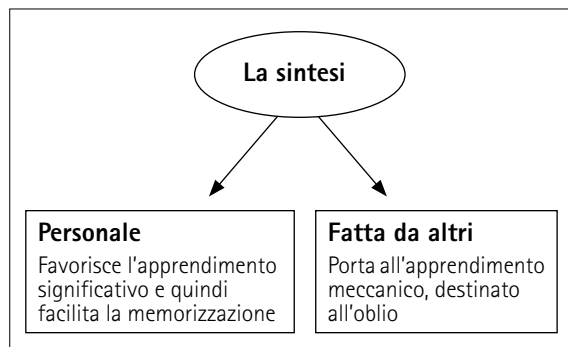 La sintesi
Personale
Favorisce l'apprendimento
significativo e quindi
facilita la memorizzazione
Fatta da altri
Porta all'apprendimento
meccanico, destinato
all'oblio